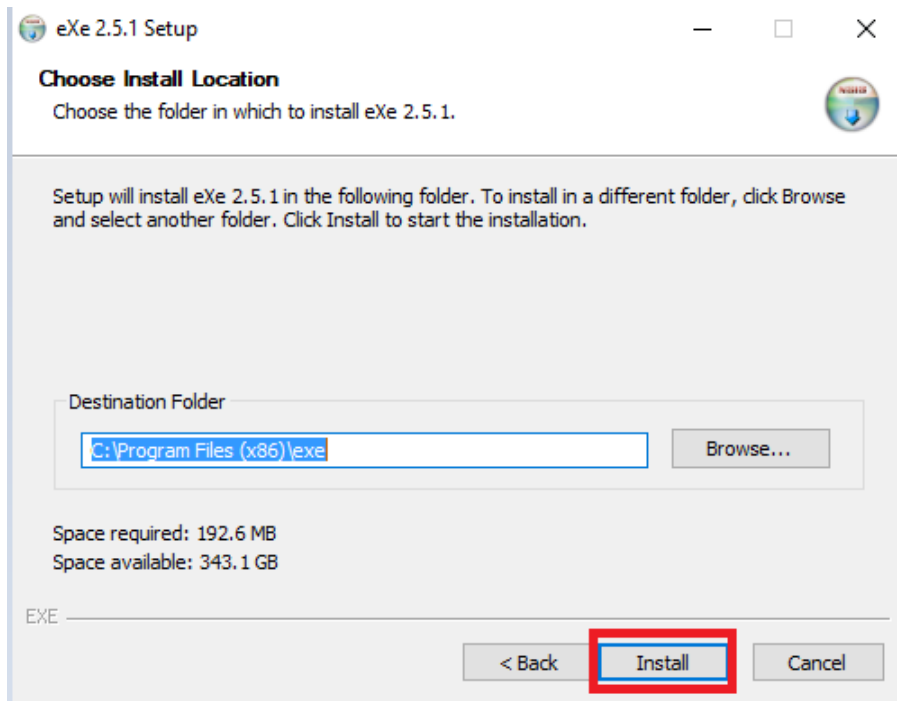 eXe 2.5.1 Setup
Choose Install Location
Choose the folder in which to install eXe 2.5.1.
Setup will install eXe 2.5.1 in the following folder. To install in a different folder, click Browse
and select another folder. Click Install to start the installation.
Destination Folder
C:\Program Files (x86)\exe
Browse...
Space required: 192.6 MB
Space available: 343.1 GB
EXE
< Back
Install
Cancel